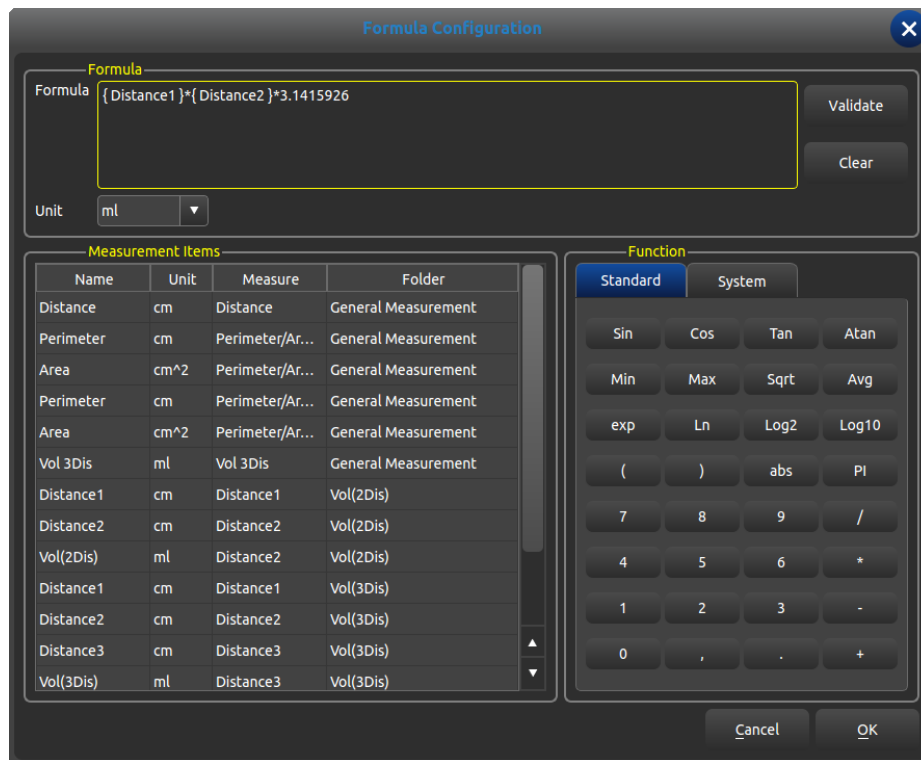 Formula Configuration
Formula
Formula { Distance1 }*{ Distance2 }*3.1415926
Validate
Clear
Unit ml
Measurement Items
Name Unit Measure Folder
Distance cm Distance General Measurement
Perimeter cm Perimeter/Ar... General Measurement
Area cm^2 Perimeter/Ar... General Measurement
Perimeter cm Perimeter/Ar... General Measurement
Area cm^2 Perimeter/Ar... General Measurement
Vol 3Dis ml Vol 3Dis General Measurement
Distance1 cm Distance1 Vol(2Dis)
Distance2 cm Distance2 Vol(2Dis)
Vol(2Dis) ml Distance2 Vol(2Dis)
Distance1 cm Distance1 Vol(3Dis)
Distance2 cm Distance2 Vol(3Dis)
Distance3 cm Distance3 Vol(3Dis)
Vol(3Dis) ml Distance3 Vol(3Dis)
Function
Standard System
Sin Cos Tan Atan
Min Max Sqrt Avg
exp Ln Log2 Log10
( ) abs PI
7 8 9 /
4 5 6 *
1 2 3 -
0 , . +
Cancel OK